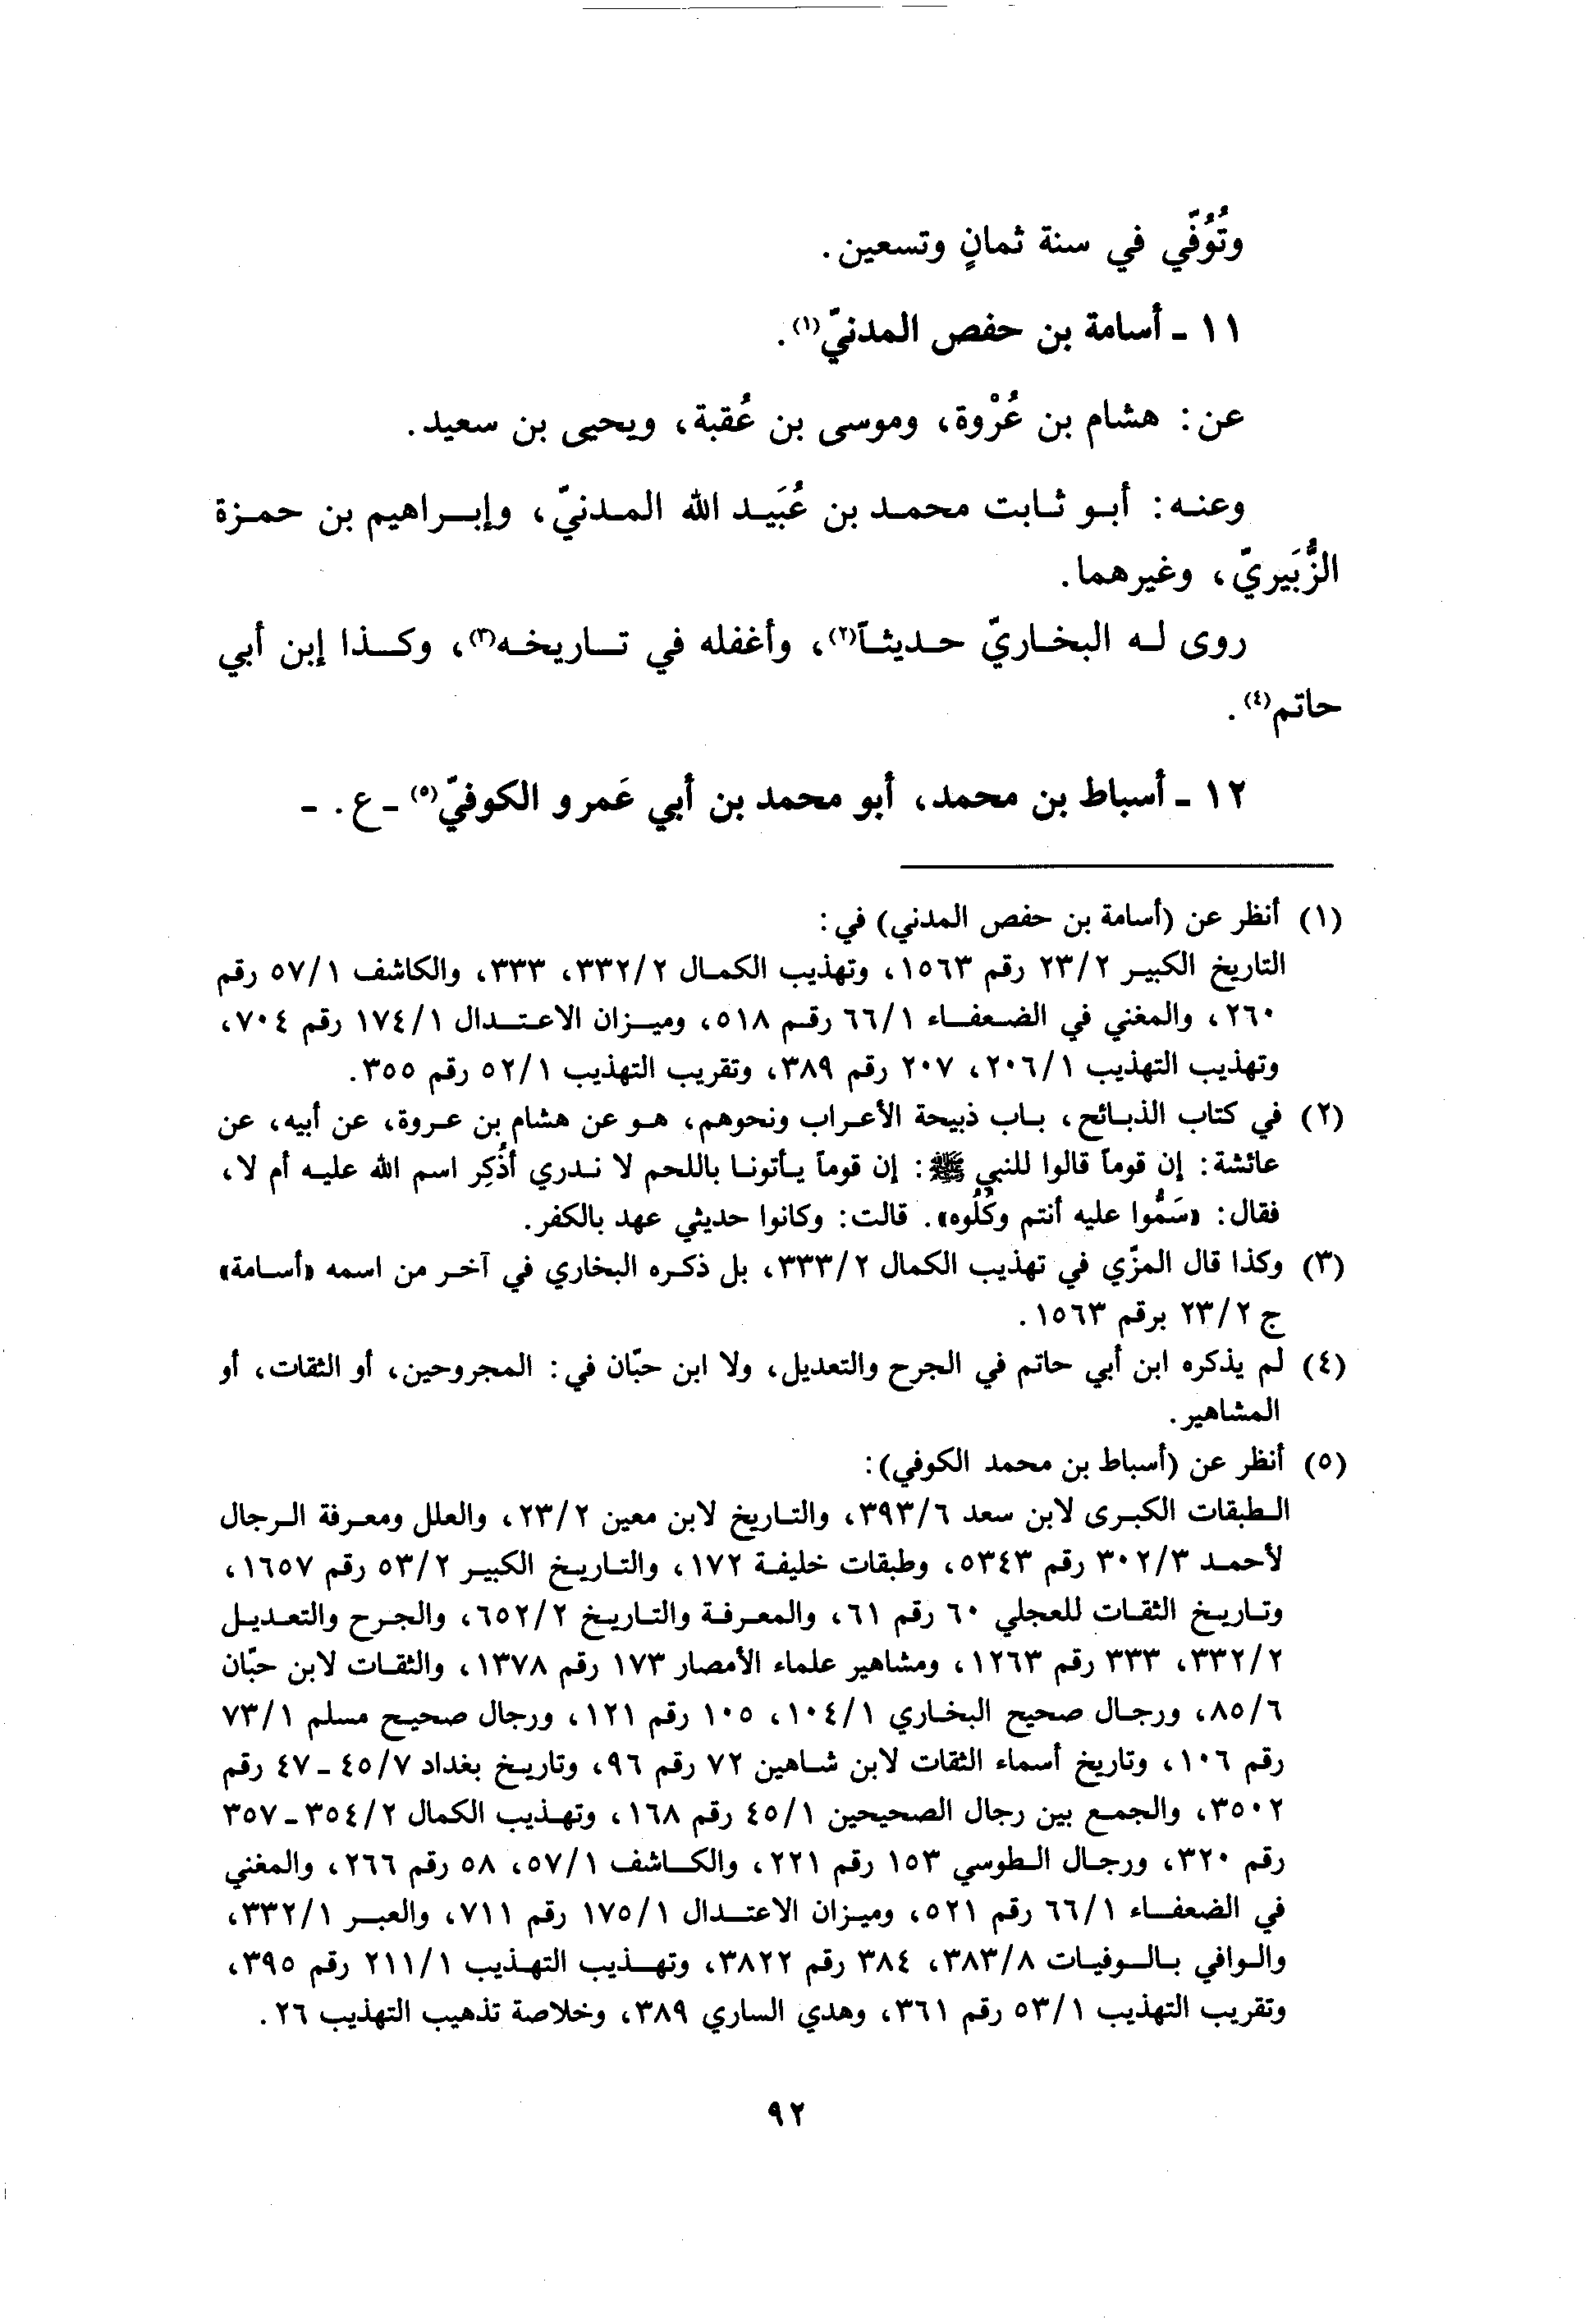 وتُوُفّي في سنة ثمانٍ وتسعين.
١١ - أسامة بن حفص المدنيّ(١).
عن: هشام بن عُرْوة، وموسى بن عُقبة، ويحيى بن سعيد.
وعنه: أبو ثابت محمد بن عُبَيد الله المدنيّ، وإبراهيم بن حمزة
الزُّبَيريّ، وغيرهما.
روى له البخاريّ حديثاً(٢)، وأغفله في تاريخه(٣)، وكذا إبن أبي
حاتم(٤).
١٢ - أسباط بن محمد، أبو محمد بن أبي عَمرو الكوفيّ(٥) - ع. -
(١) أنظر عن (أسامة بن حفص المدني) في:
التاريخ الكبير ٢/ ٢٣ رقم ١٥٦٣، وتهذيب الكمال ٢/ ٣٣٢، ٣٣٣، والكاشف ١/ ٥٧ رقم
٢٦٠، والمغني في الضعفاء ١/ ٦٦ رقم ٥١٨، وميزان الاعتدال ١/ ١٧٤ رقم ٧٠٤،
وتهذيب التهذيب ١/ ٢٠٦، ٢٠٧ رقم ٣٨٩، وتقريب التهذيب ١/ ٥٢ رقم ٣٥٥.
(٢) في كتاب الذبائح، باب ذبيحة الأعراب ونحوهم، هو عن هشام بن عروة، عن أبيه، عن
عائشة: إن قوماً قالوا للنبي ﷺ: إن قوماً يأتونا باللحم لا ندري أذُكِر اسم الله عليه أم لا،
فقال: «سَمُّوا عليه أنتم وكُلُوه». قالت: وكانوا حديثي عهد بالكفر.
(٣) وكذا قال المزّي في تهذيب الكمال ٢/ ٣٣٣، بل ذكره البخاري في آخر من اسمه «أسامة»
ج ٢/ ٢٣ برقم ١٥٦٣.
(٤) لم يذكره ابن أبي حاتم في الجرح والتعديل، ولا ابن حبّان في: المجروحين، أو الثقات، أو
المشاهير.
(٥) أنظر عن (أسباط بن محمد الكوفي):
الطبقات الكبرى لابن سعد ٦/ ٣٩٣، والتاريخ لابن معين ٢/ ٢٣، والعلل ومعرفة الرجال
لأحمد ٣/ ٣٠٢ رقم ٥٣٤٣، وطبقات خليفة ١٧٢، والتاريخ الكبير ٢/ ٥٣ رقم ١٦٥٧،
وتاريخ الثقات للعجلي ٦٠ رقم ٦١، والمعرفة والتاريخ ٢/ ٦٥٢، والجرح والتعديل
٢/ ٣٣٢، ٣٣٣ رقم ١٢٦٣، ومشاهير علماء الأمصار ١٧٣ رقم ١٣٧٨، والثقات لابن حبّان
٦/ ٨٥، ورجال صحيح البخاري ١/ ١٠٤، ١٠٥ رقم ١٢١، ورجال صحيح مسلم ١/ ٧٣
رقم ١٠٦، وتاريخ أسماء الثقات لابن شاهين ٧٢ رقم ٩٦، وتاريخ بغداد ٧/ ٤٥ - ٤٧ رقم
٣٥٠٢، والجمع بين رجال الصحيحين ١/ ٤٥ رقم ١٦٨، وتهذيب الكمال ٢/ ٣٥٤ - ٣٥٧
رقم ٣٢٠، ورجال الطوسي ١٥٣ رقم ٢٢١، والكاشف ١/ ٥٧، ٥٨ رقم ٢٦٦، والمغني
في الضعفاء ١/ ٦٦ رقم ٥٢١، وميزان الاعتدال ١/ ١٧٥ رقم ٧١١، والعبر ١/ ٣٣٢،
والوافي بالوفيات ٨/ ٣٨٣، ٣٨٤ رقم ٣٨٢٢، وتهذيب التهذيب ١/ ٢١١ رقم ٣٩٥،
وتقريب التهذيب ١/ ٥٣ رقم ٣٦١، وهدي الساري ٣٨٩، وخلاصة تذهيب التهذيب ٢٦.
٩٢